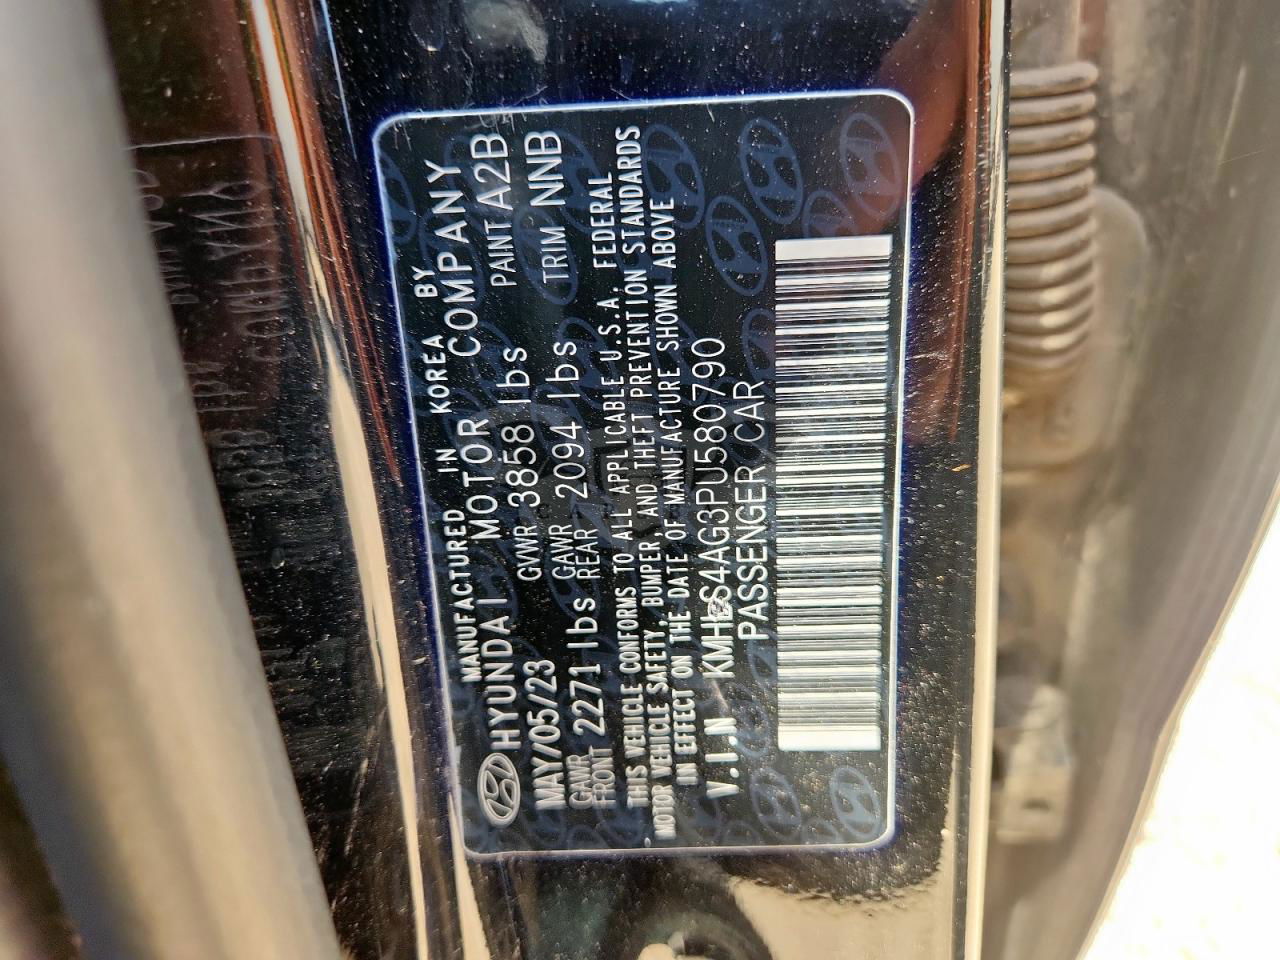 MANUFACTURED IN KOREA BY
HYUNDAI MOTOR COMPANY
MAY/05/23 GVWR 3858 lbs PAINT A2B
GAWR FRONT 2271 lbs GAWR REAR 2094 lbs TRIM NNB
THIS VEHICLE CONFORMS TO ALL APPLICABLE U.S.A. FEDERAL
MOTOR VEHICLE SAFETY, BUMPER, AND THEFT PREVENTION STANDARDS
IN EFFECT ON THE DATE OF MANUFACTURE SHOWN ABOVE
V.I.N KMHLS4AG3PU580790
PASSENGER CAR